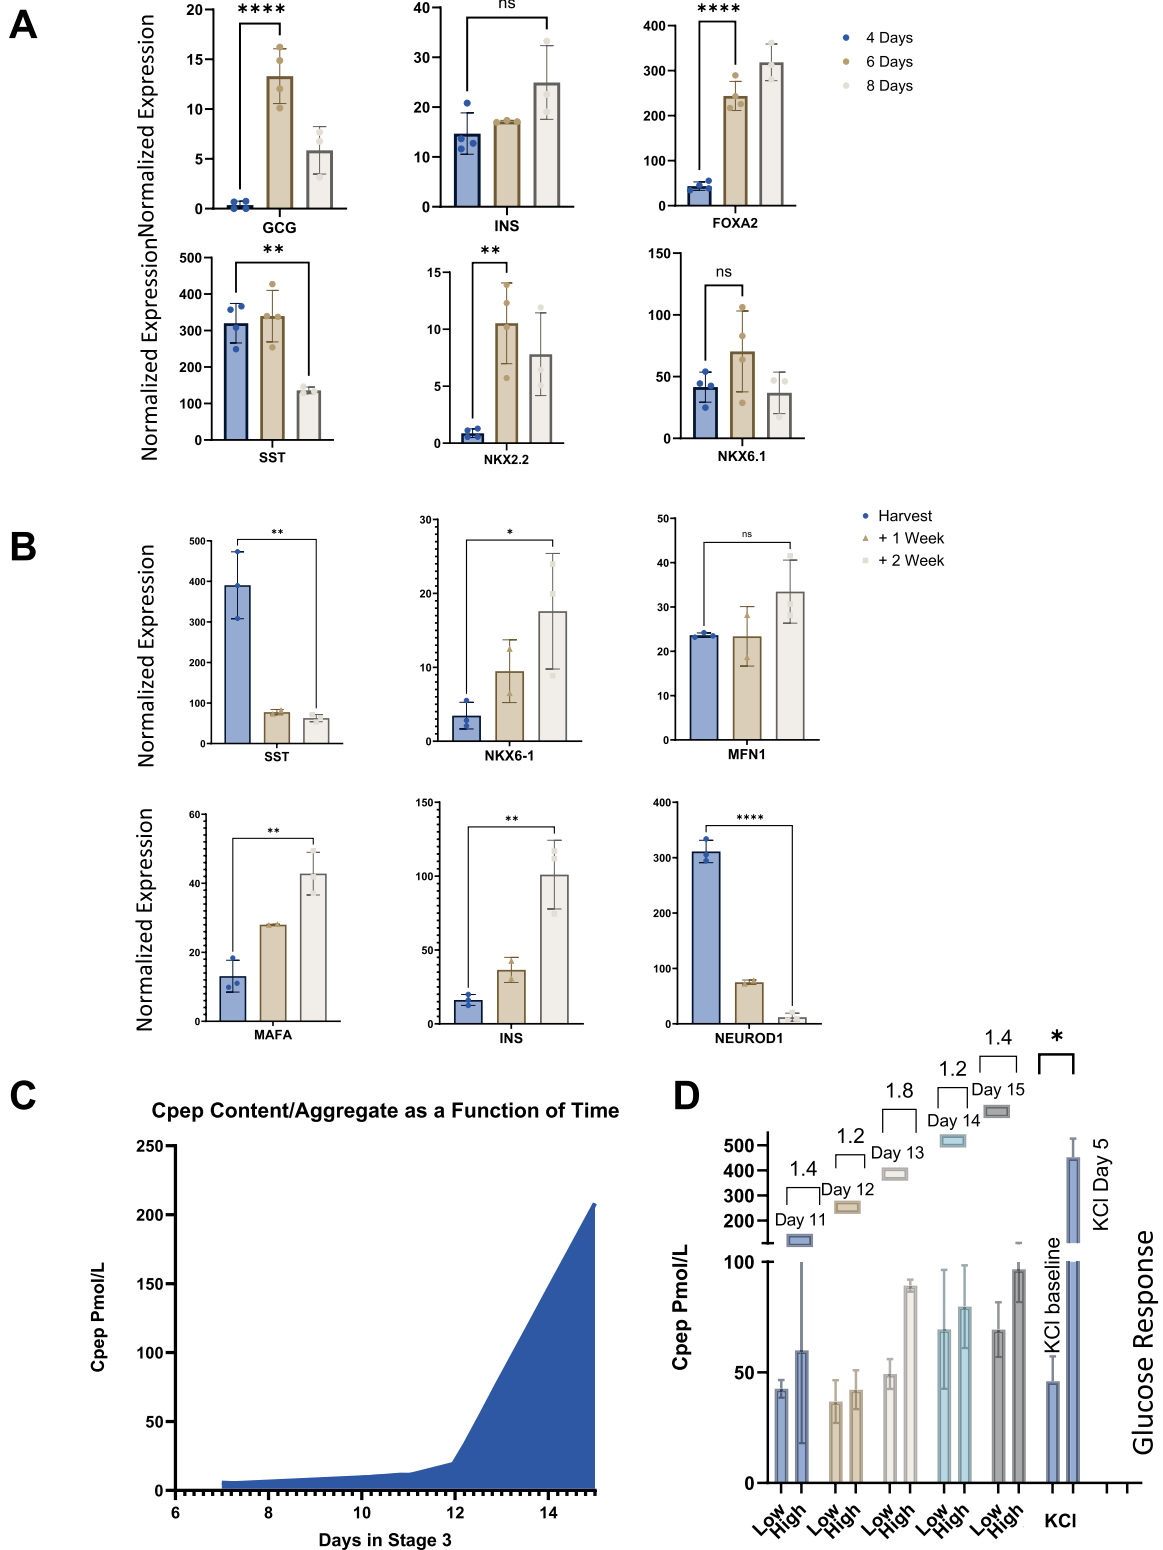 A
Normalized Expression
20
15
10
5
0
****
GCG
40
30
20
10
0
ns
INS
400
300
200
100
0
****
FOXA2
4 Days
6 Days
8 Days
Normalized Expression
500
400
300
200
100
0
**
SST
15
10
5
0
**
NKX2.2
150
100
50
0
ns
NKX6.1
B
Normalized Expression
500
400
300
200
100
0
**
SST
30
20
10
0
*
NKX6-1
50
40
30
20
10
0
ns
MFN1
Harvest
+ 1 Week
+ 2 Week
Normalized Expression
60
40
20
0
**
MAFA
150
100
50
0
**
INS
400
300
200
100
0
****
NEUROD1
C
Cpep Content/Aggregate as a Function of Time
Cpep Pmol/L
250
200
150
100
50
0
6 8 10 12 14
Days in Stage 3
D
Cpep Pmol/L
500
400
300
200
100
50
0
1.4
Day 11
1.2
Day 12
1.8
Day 13
1.2
Day 14
1.4
Day 15
*
KCl baseline
KCl Day 5
Low High Low High Low High Low High Low High KCl
Glucose Response